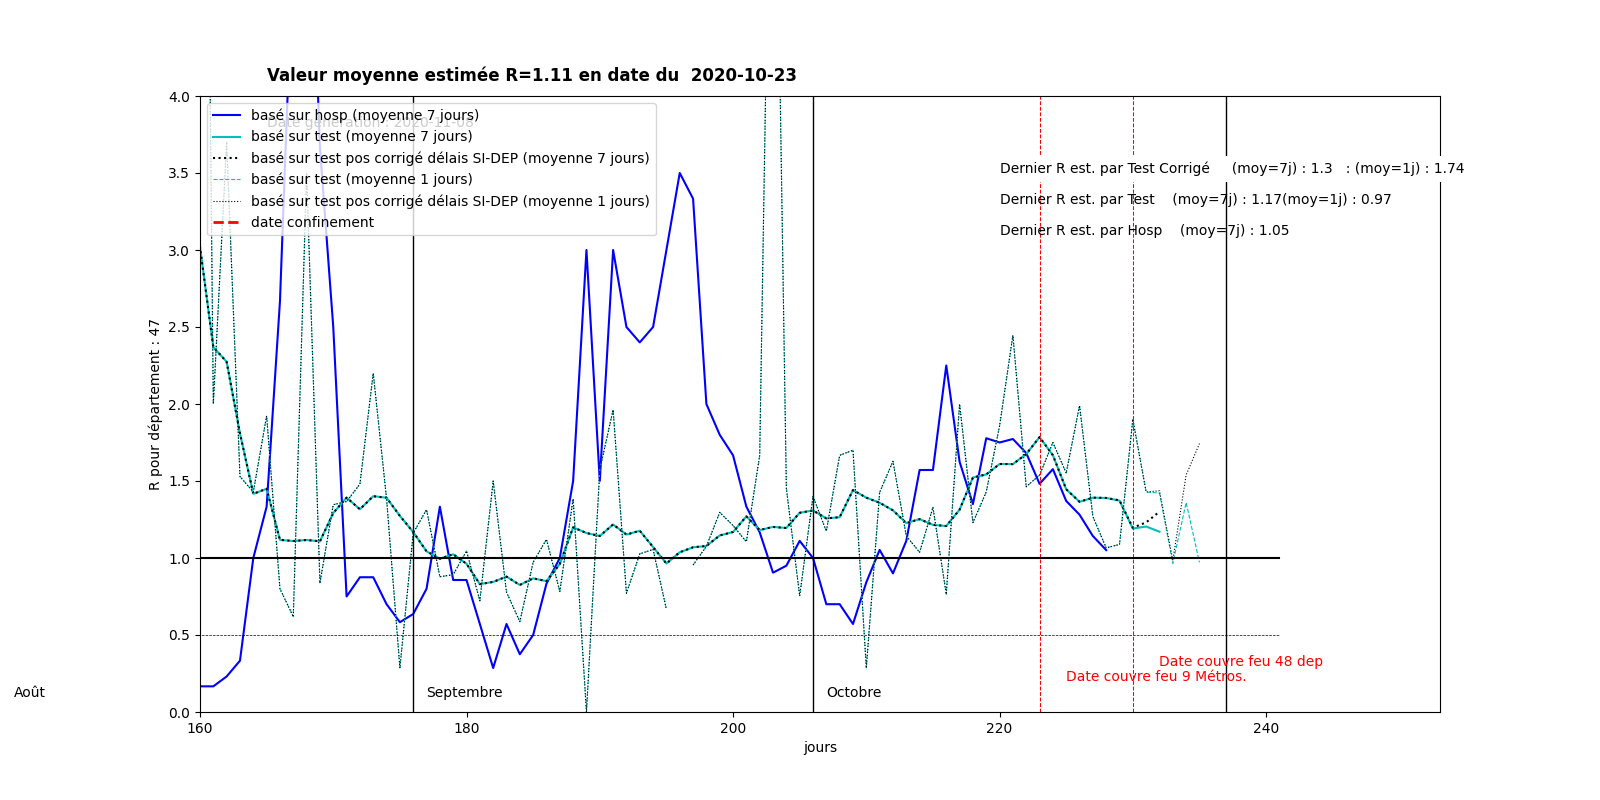 Valeur moyenne estimée R=1.11 en date du  2020-10-23
Date génération : 2020-11-08
basé sur hosp (moyenne 7 jours)
basé sur test (moyenne 7 jours)
basé sur test pos corrigé délais SI-DEP (moyenne 7 jours)
basé sur test (moyenne 1 jours)
basé sur test pos corrigé délais SI-DEP (moyenne 1 jours)
date confinement
Dernier R est. par Test Corrigé     (moy=7j) : 1.3   : (moy=1j) : 1.74
Dernier R est. par Test    (moy=7j) : 1.17(moy=1j) : 0.97
Dernier R est. par Hosp    (moy=7j) : 1.05
R pour département : 47
4.0
3.5
3.0
2.5
2.0
1.5
1.0
0.5
0.0
Date couvre feu 48 dep
Date couvre feu 9 Métros.
Août
Septembre
Octobre
160
180
200
220
240
jours